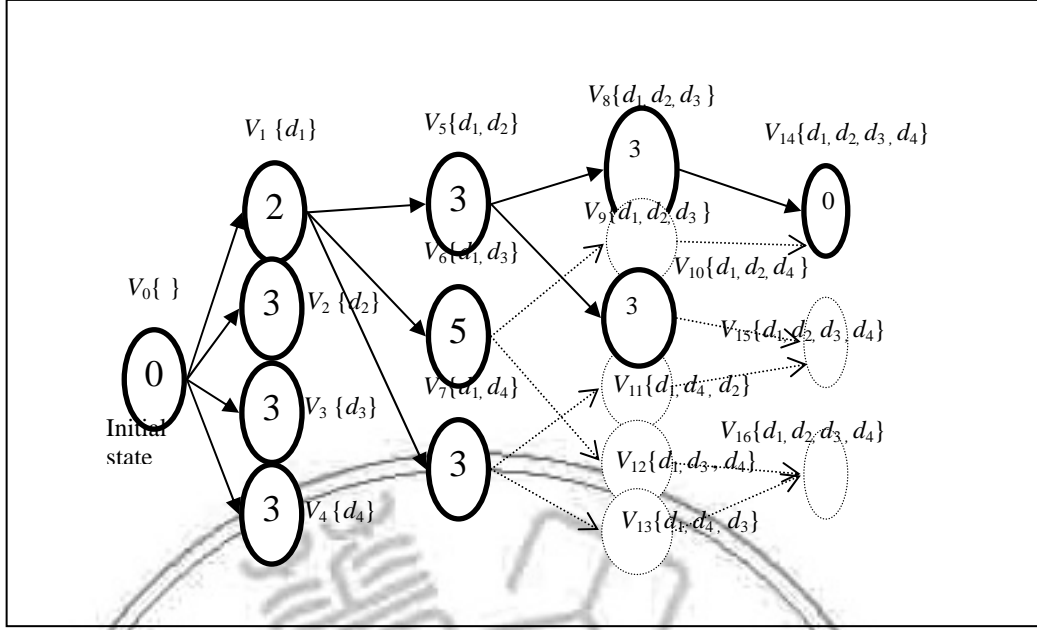 V8{d1, d2, d3 }
V1 {d1}
V5{d1, d2}
V14{d1, d2, d3, d4}
3
2
3
0
V9{d1, d2, d3 }
V6{d1, d3}
V10{d1, d2, d4 }
V0{ }
3
V2 {d2}
3
5
V15{d1, d2, d3, d4}
0
V7{d1, d4}
V11{d1, d4, d2}
3
V3 {d3}
Initial
state
V16{d1, d2, d3, d4}
3
V12{d1, d3, d4}
3
V4 {d4}
V13{d1, d4, d3}